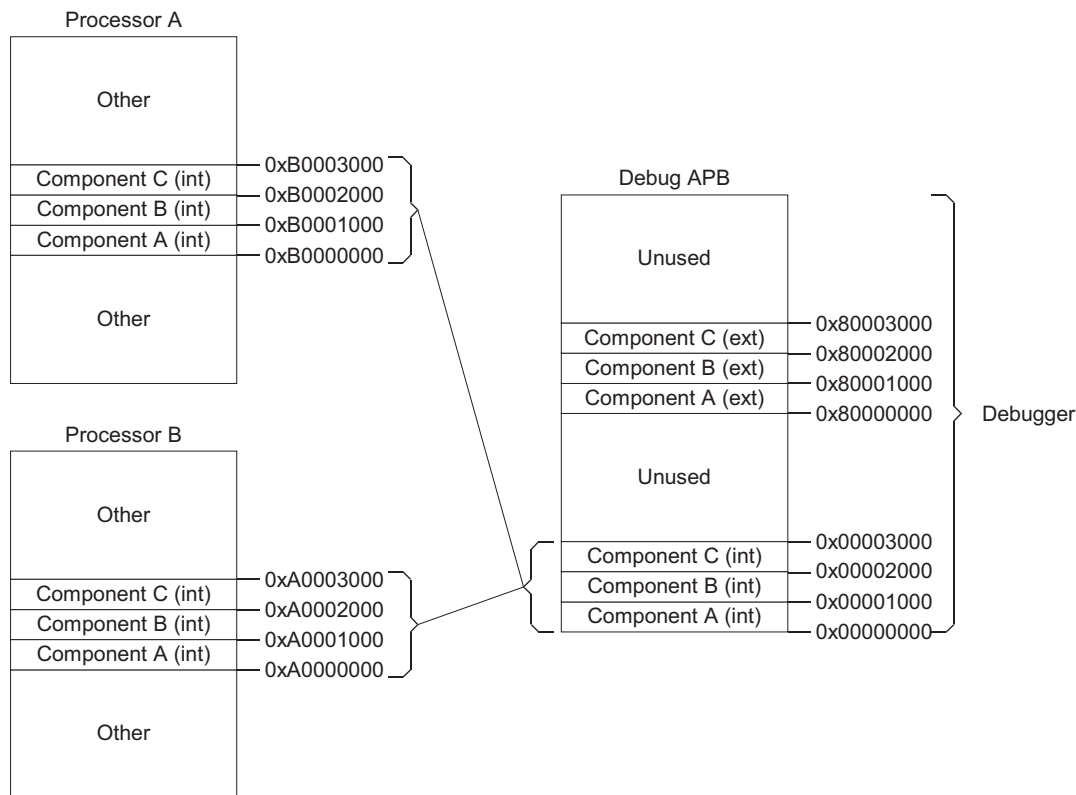 Processor A
Other
Component C (int)
Component B (int)
Component A (int)
Other
0xB0003000
0xB0002000
0xB0001000
0xB0000000
Processor B
Other
Component C (int)
Component B (int)
Component A (int)
Other
0xA0003000
0xA0002000
0xA0001000
0xA0000000
Debug APB
Unused
Component C (ext)
Component B (ext)
Component A (ext)
Unused
Component C (int)
Component B (int)
Component A (int)
0x80003000
0x80002000
0x80001000
0x80000000
0x00003000
0x00002000
0x00001000
0x00000000
Debugger